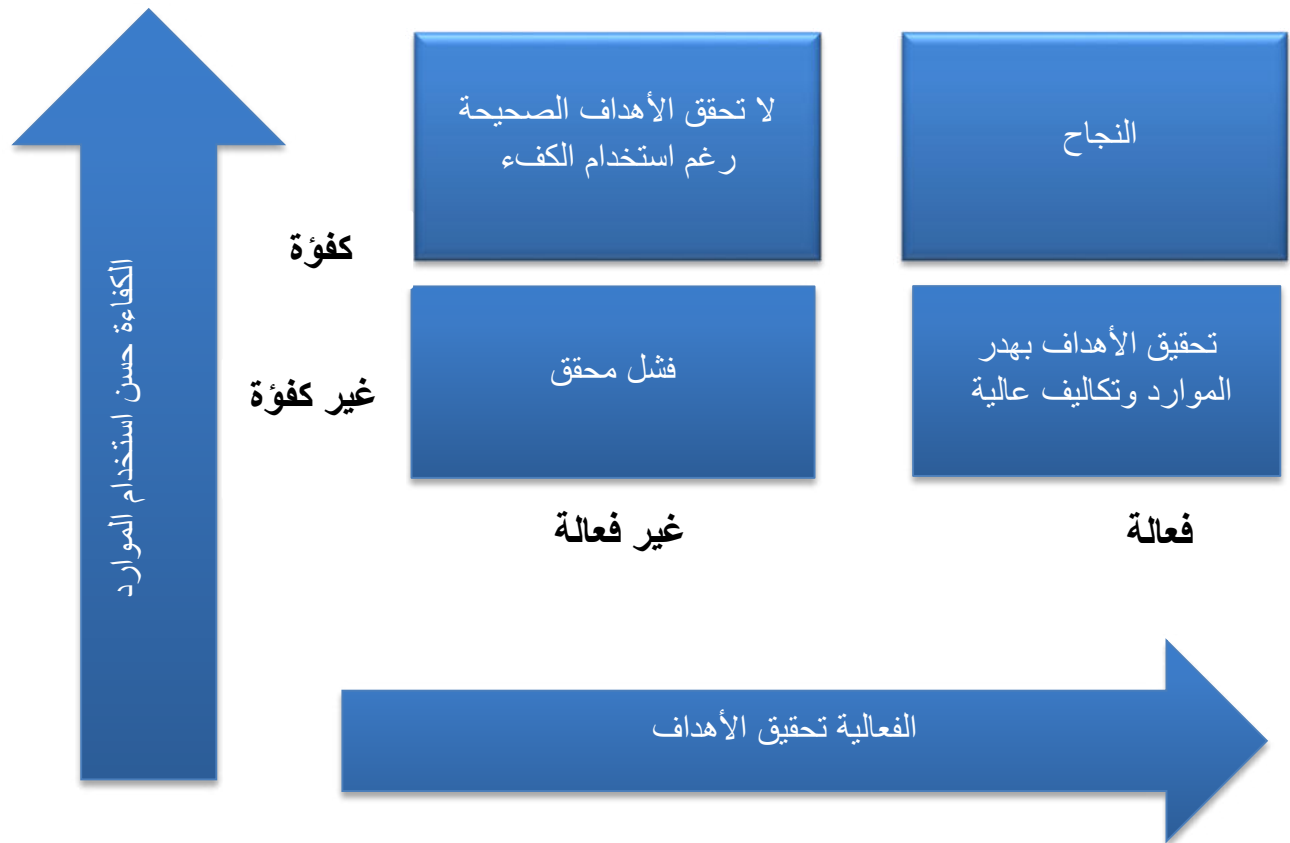 النجاح
لا تحقق الأهداف الصحيحة
رغم استخدام الكفء
كفؤة
تحقيق الأهداف بهدر
الموارد وتكاليف عالية
فشل محقق
غير كفؤة
فعالة
غير فعالة
الكفاءة حسن استخدام الموارد
الفعالية تحقيق الأهداف